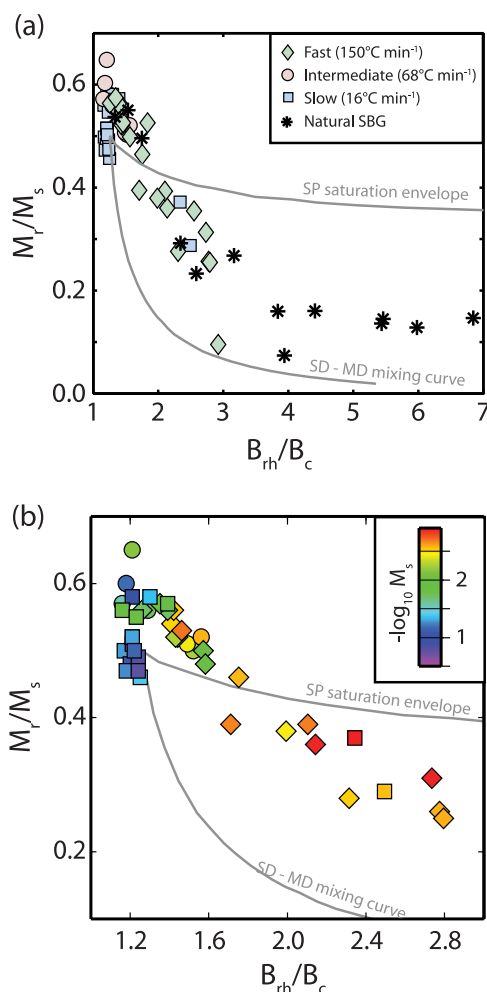 (a)
Fast (150°C min⁻¹)
Intermediate (68°C min⁻¹)
Slow (16°C min⁻¹)
Natural SBG
0.6
0.4
0.2
0.0
Mr/Ms
SP saturation envelope
SD - MD mixing curve
1 2 3 4 5 6 7
Brh/Bc
(b)
-log10 Ms
2
1
0.6
0.4
0.2
Mr/Ms
SP saturation envelope
SD - MD mixing curve
1.2 1.6 2.0 2.4 2.8
Brh/Bc